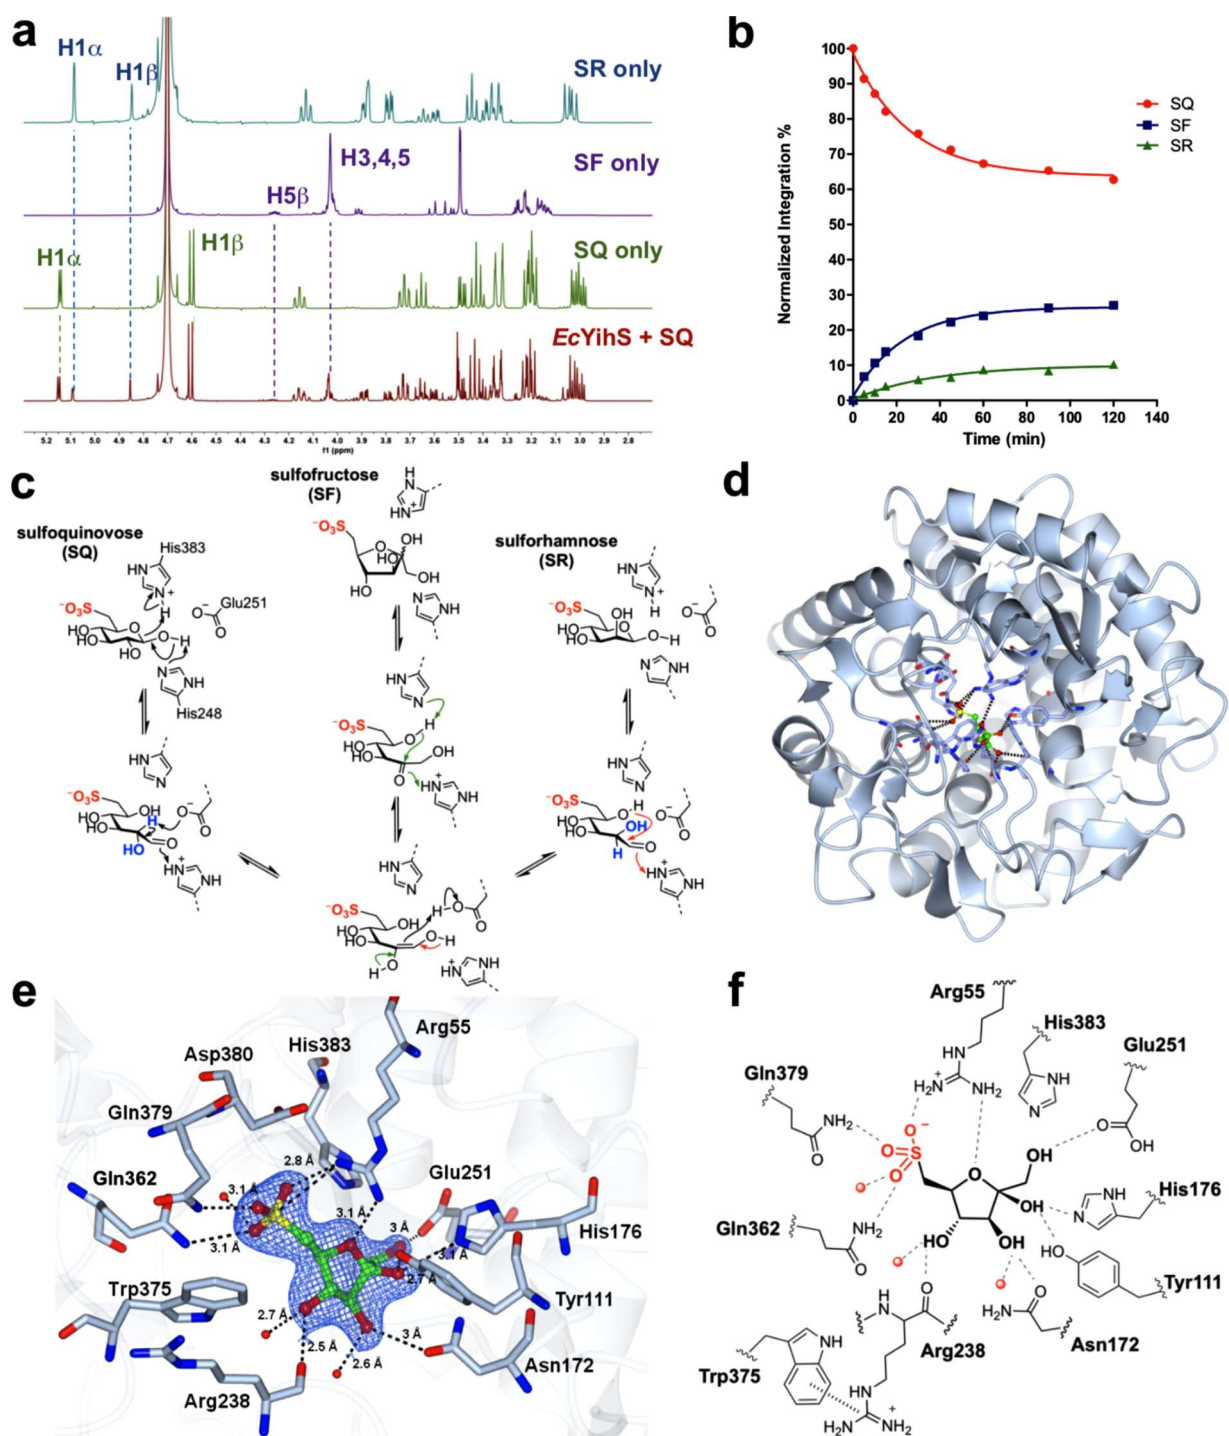 a
H1α
H1β
SR only
H3,4,5
H5β
SF only
H1α
H1β
SQ only
EcYihS + SQ
5.2 5.1 4.9 4.8 4.7 4.6 4.5 4.4 4.3 4.2 4.1 4.0 3.9 3.8 3.7 3.6 3.5 3.4 3.3 3.2 3.1 3.0 2.9 2.8
f1 (ppm)
b
Normalized Integration %
100
90
80
70
60
50
40
30
20
10
0
0 20 40 60 80 100 120 140
Time (min)
SQ
SF
SR
c
sulfoquinovose
(SQ)
His383
Glu251
His248
sulfofructose
(SF)
sulforhamnose
(SR)
d
e
Arg55
His383
Asp380
Gln379
Gln362
Glu251
His176
Tyr111
Asn172
Trp375
Arg238
2.8 Å
3.1 Å
3.1 Å
3.1 Å
3 Å
3.1 Å
2.7 Å
2.7 Å
2.5 Å
2.6 Å
3 Å
f
Arg55
His383
Glu251
Gln379
His176
Gln362
Tyr111
Arg238
Asn172
Trp375